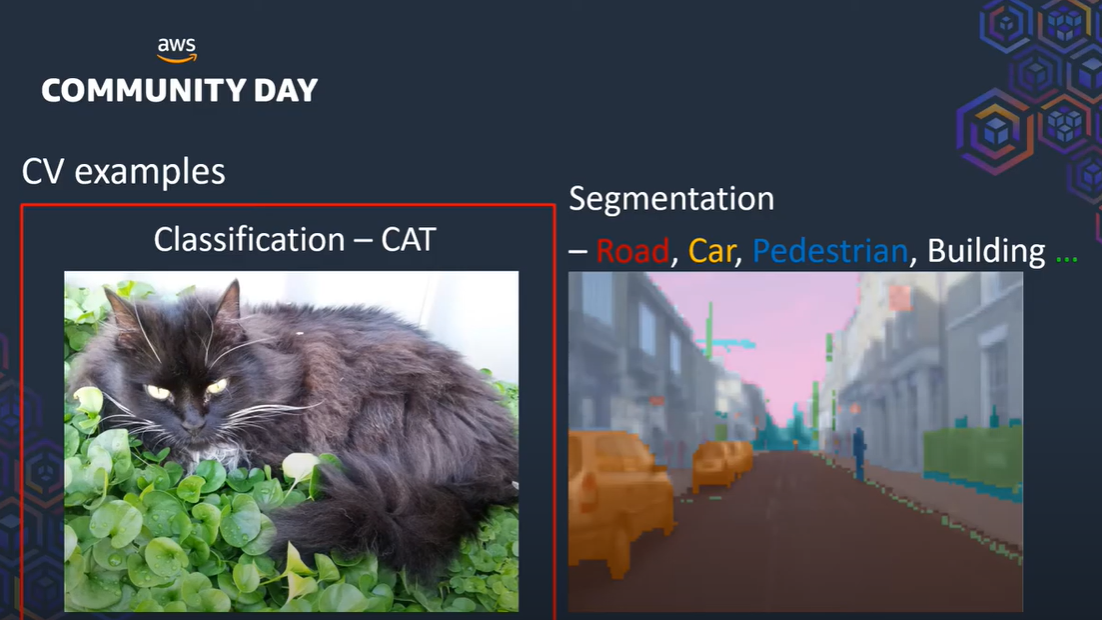 aws
COMMUNITY DAY
CV examples
Classification – CAT
Segmentation
– Road, Car, Pedestrian, Building ...